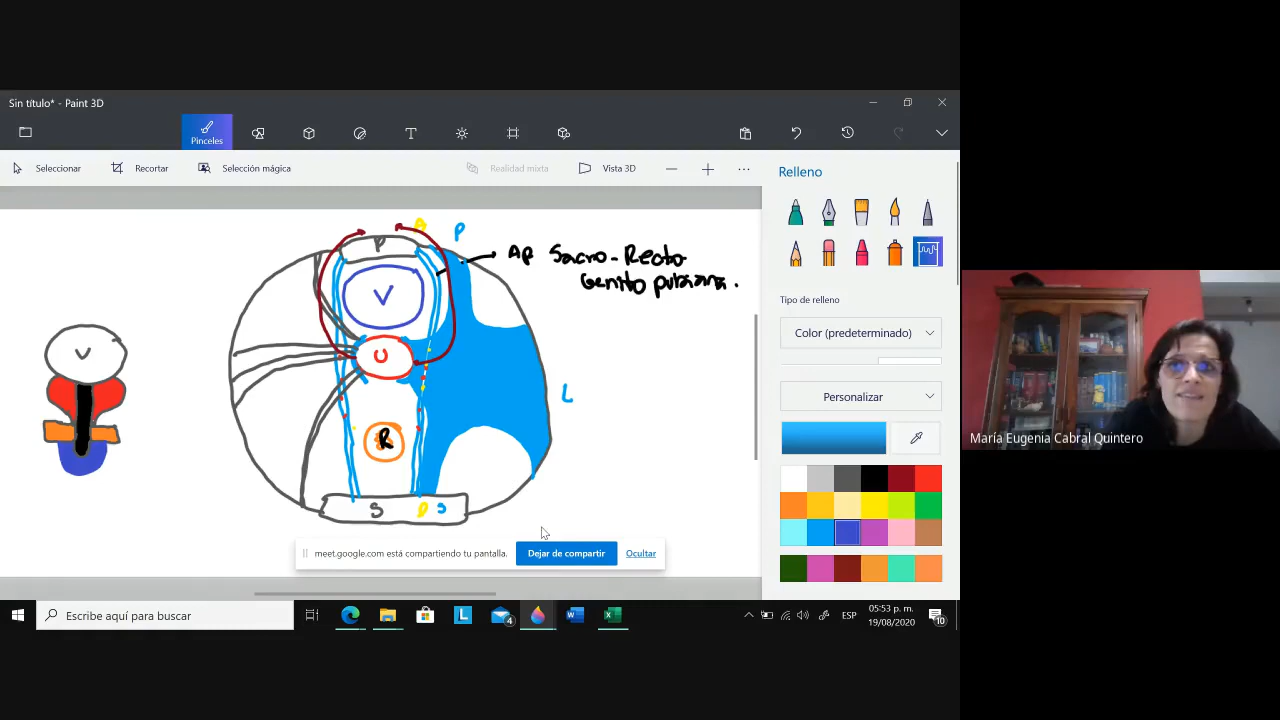 Sin título* - Paint 3D
Pinceles
Seleccionar
Recortar
Selección mágica
Realidad mixta
Vista 3D
Relleno
Tipo de relleno
Color (predeterminado)
Personalizar
P
P
AP Sacro-Recto
Genito pubiana.
V
V
U
L
R
S
S
meet.google.com está compartiendo tu pantalla.
Dejar de compartir
Ocultar
María Eugenia Cabral Quintero
Escribe aquí para buscar
4
ESP
05:53 p. m.
19/08/2020
10